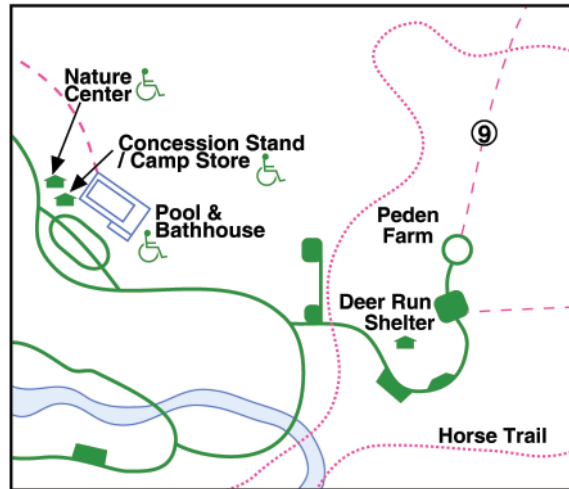 Nature
Center
Concession Stand
/ Camp Store
Pool &
Bathhouse
9
Peden
Farm
Deer Run
Shelter
Horse Trail